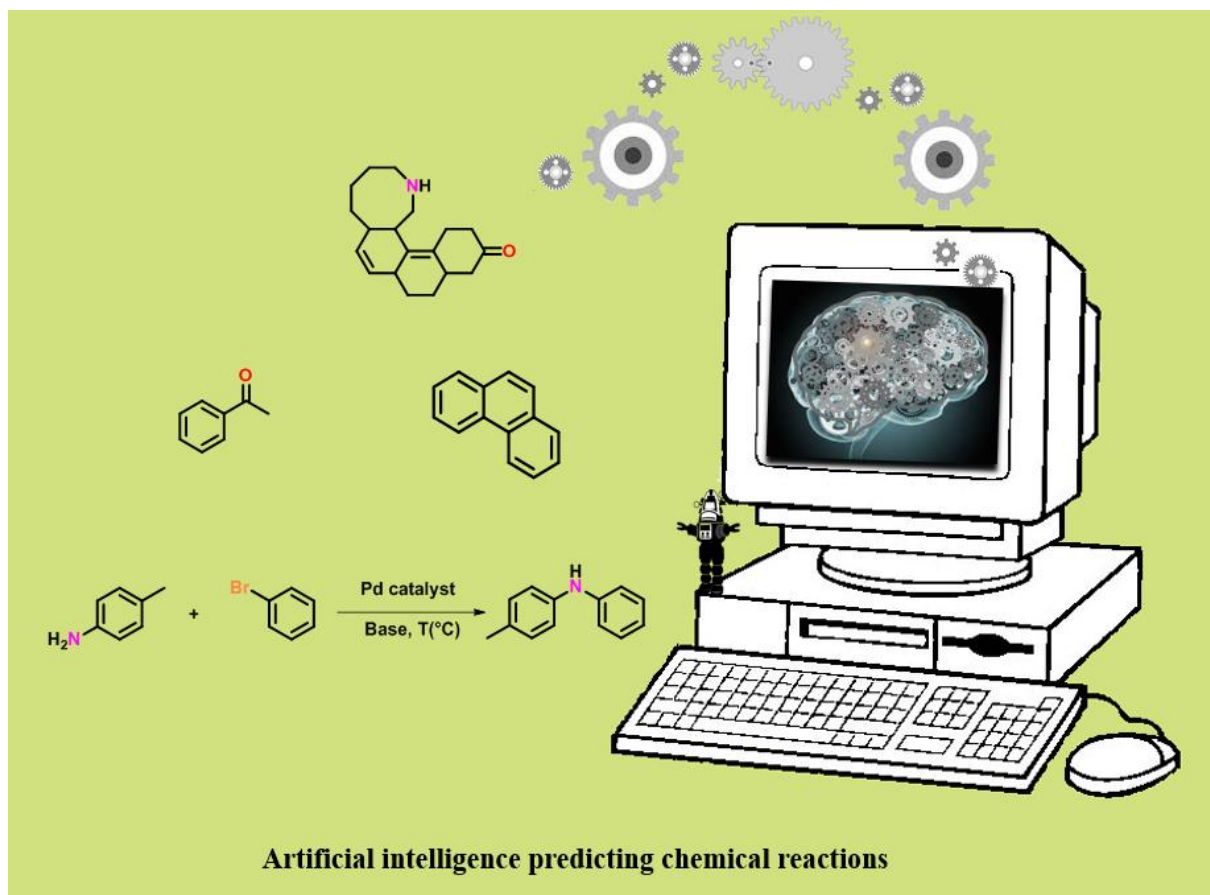 NH
O
O
H
Br
Pd catalyst
N
+
H₂N
Base, T(°C)
Artificial intelligence predicting chemical reactions